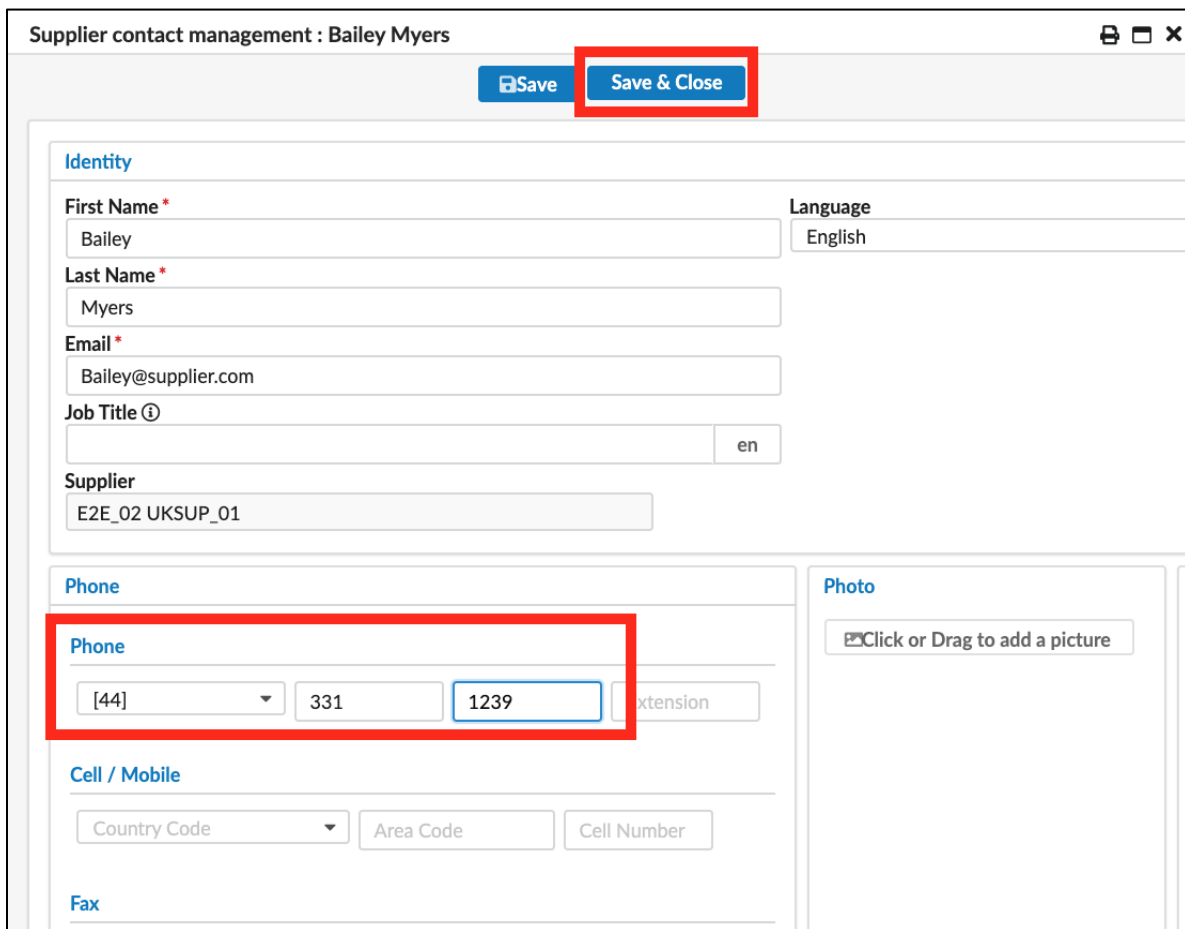 Supplier contact management : Bailey Myers
Save Save & Close
Identity
First Name *
Bailey
Language
English
Last Name *
Myers
Email *
Bailey@supplier.com
Job Title
en
Supplier
E2E_02 UKSUP_01
Phone
Phone
[44] 331 1239 xtension
Cell / Mobile
Country Code Area Code Cell Number
Fax
Photo
Click or Drag to add a picture